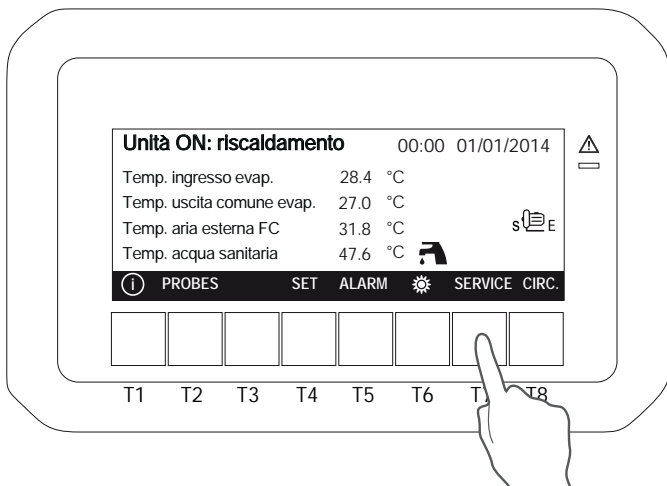 Unità ON: riscaldamento 00:00 01/01/2014
Temp. ingresso evap. 28.4 °C
Temp. uscita comune evap. 27.0 °C
Temp. aria esterna FC 31.8 °C
S E
Temp. acqua sanitaria 47.6 °C
i PROBES SET ALARM SERVICE CIRC.
T1 T2 T3 T4 T5 T6 T7 T8